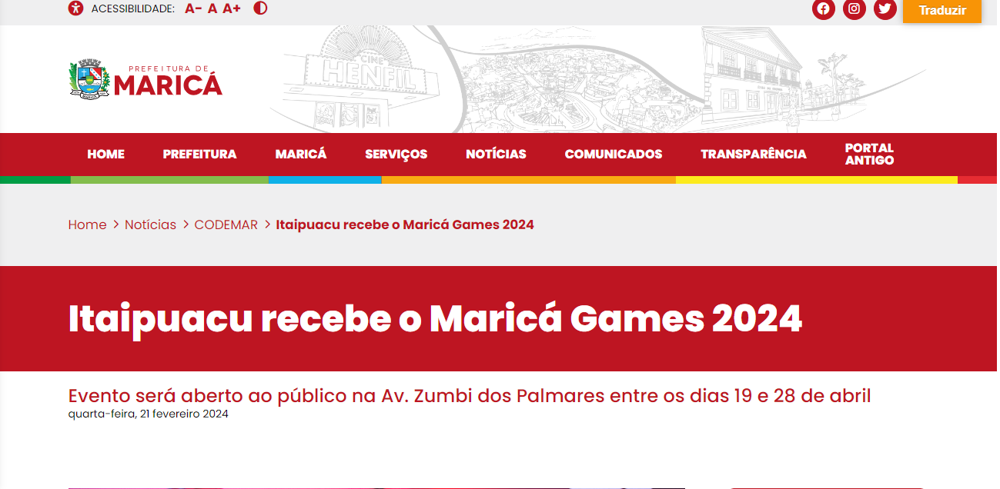 ACESSIBILIDADE: A- A A+
Traduzir
CINE
HENFIL
PREFEITURA DE
MARICÁ
HOME PREFEITURA MARICÁ SERVIÇOS NOTÍCIAS COMUNICADOS TRANSPARÊNCIA PORTAL ANTIGO
Home > Notícias > CODEMAR > Itaipuacu recebe o Maricá Games 2024
Itaipuacu recebe o Maricá Games 2024
Evento será aberto ao público na Av. Zumbi dos Palmares entre os dias 19 e 28 de abril
quarta-feira, 21 fevereiro 2024